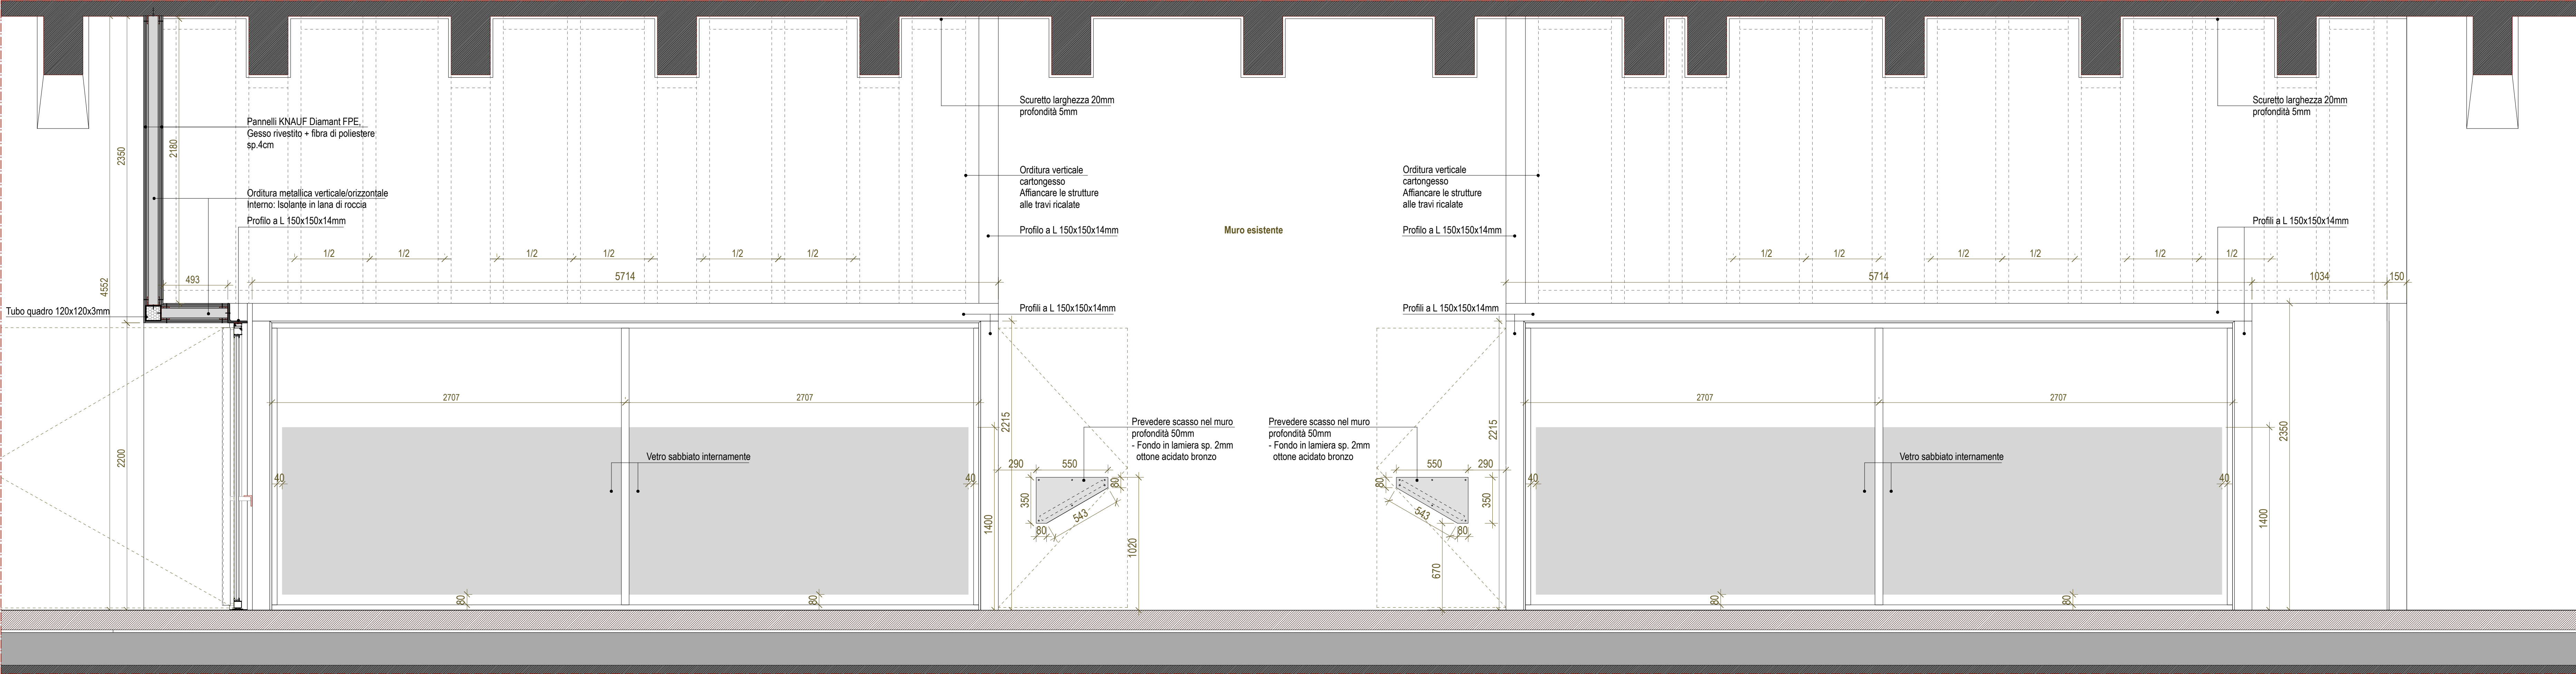 Scuretto larghezza 20mm
profondità 5mm
Scuretto larghezza 20mm
profondità 5mm
Pannelli KNAUF Diamant FPE,
Gesso rivestito + fibra di poliestere
sp.4cm
2350
2180
4552
Orditura verticale
cartongesso
Affiancare le strutture
alle travi ricalate
Orditura verticale
cartongesso
Affiancare le strutture
alle travi ricalate
Orditura metallica verticale/orizzontale
Interno: Isolante in lana di roccia
Profilo a L 150x150x14mm
Profilo a L 150x150x14mm
Muro esistente
Profilo a L 150x150x14mm
Profili a L 150x150x14mm
1/2
1/2
1/2
1/2
1/2
1/2
1/2
1/2
1/2
1/2
1/2
1/2
493
5714
5714
1034
150
Tubo quadro 120x120x3mm
Profili a L 150x150x14mm
Profili a L 150x150x14mm
2707
2707
2707
2707
2215
2215
2350
2200
Prevedere scasso nel muro
profondità 50mm
- Fondo in lamiera sp. 2mm
ottone acidato bronzo
Prevedere scasso nel muro
profondità 50mm
- Fondo in lamiera sp. 2mm
ottone acidato bronzo
Vetro sabbiato internamente
Vetro sabbiato internamente
40
40
290
550
80
350
543
80
1400
1020
550
290
80
350
543
80
670
40
40
1400
80
80
80
80